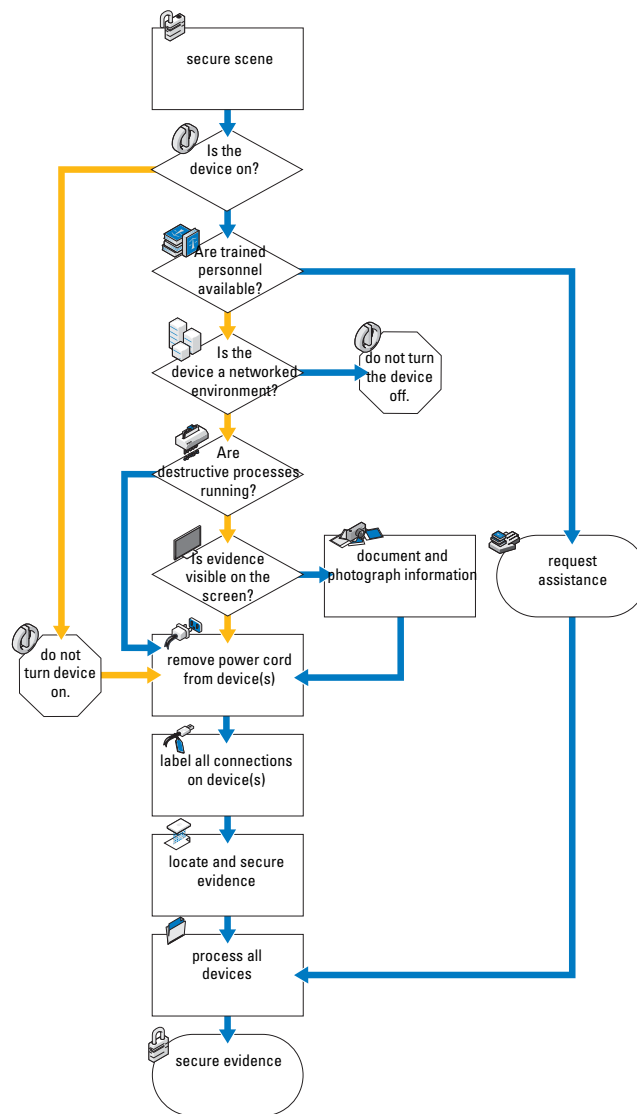 secure scene
Is the
device on?
Are trained
personnel
available?
Is the
device a networked
environment?
do not turn
the device
off.
Are
destructive processes
running?
Is evidence
visible on the
screen?
document and
photograph information
request
assistance
do not
turn device
on.
remove power cord
from device(s)
label all connections
on device(s)
locate and secure
evidence
process all
devices
secure evidence